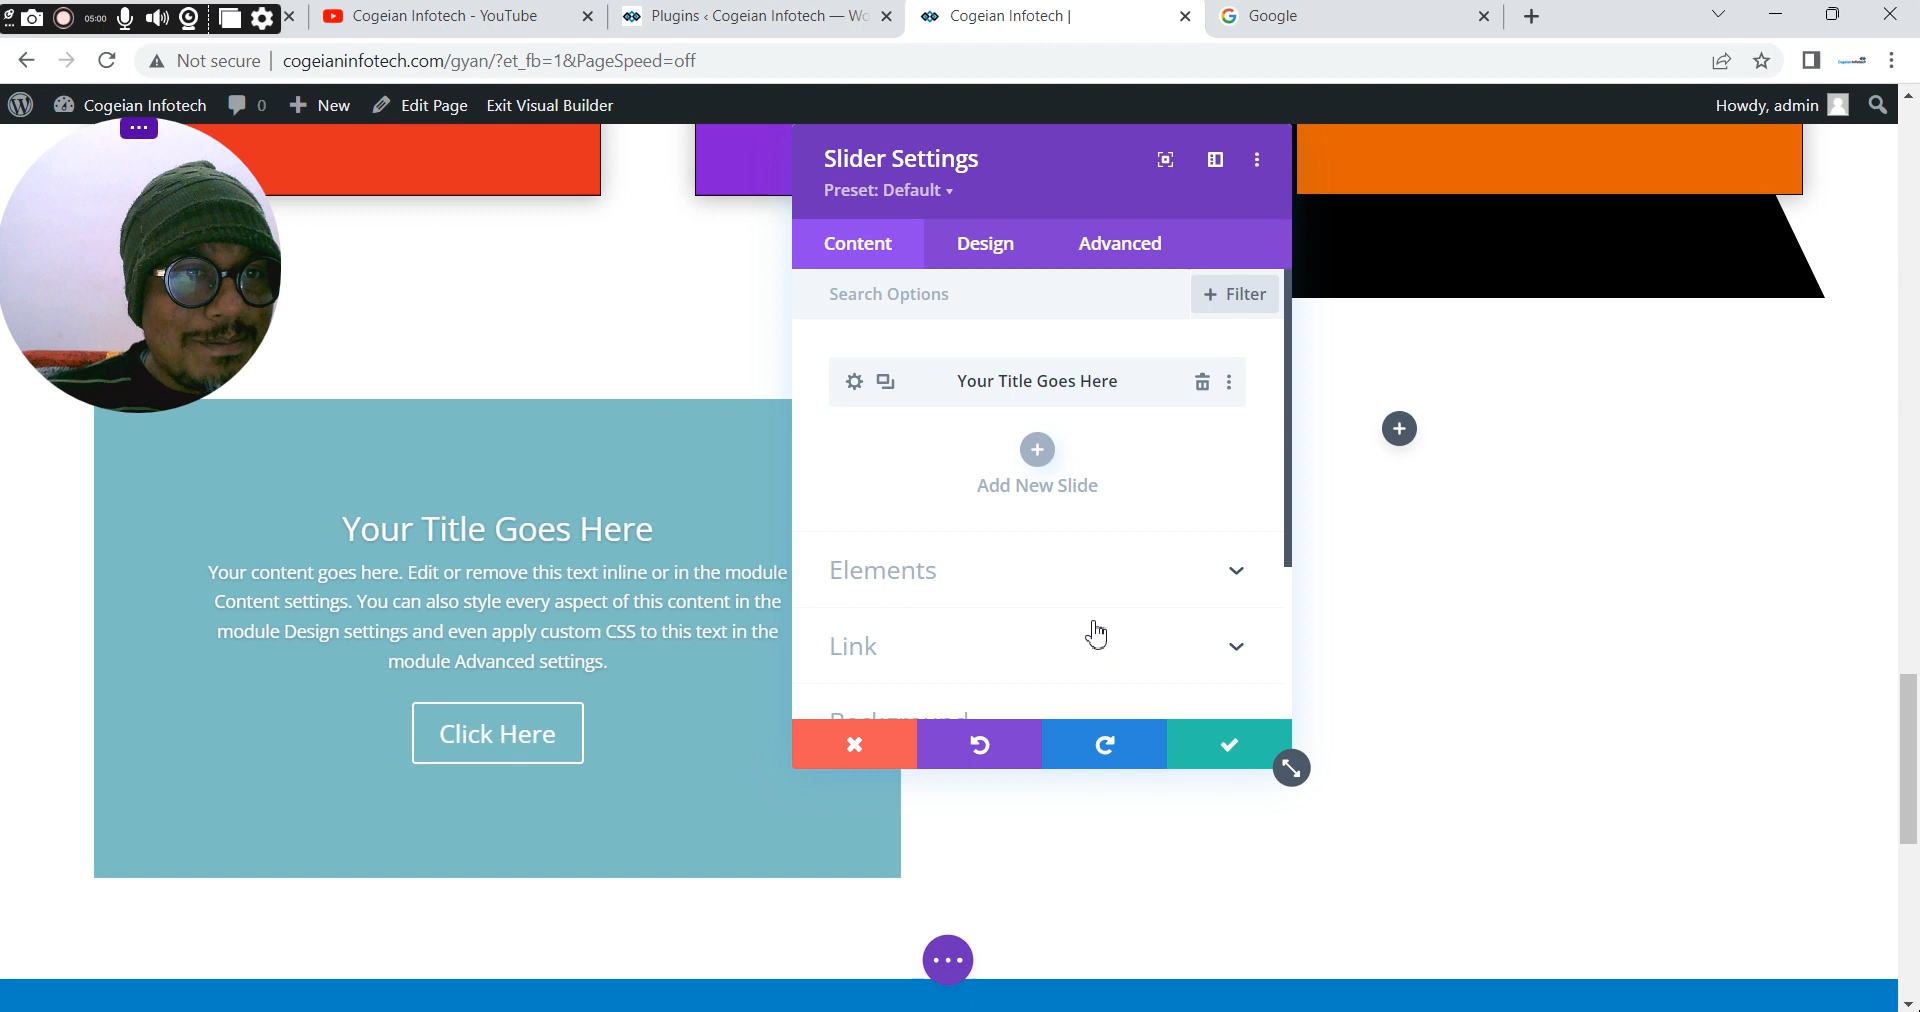 05:00
Cogeian Infotech - YouTube
Plugins ‹ Cogeian Infotech — Wo
Cogeian Infotech |
Google
Not secure
cogeianinfotech.com/gyan/?et_fb=1&PageSpeed=off
Cogeian Infotech
0
New
Edit Page
Exit Visual Builder
Howdy, admin
Slider Settings
Preset: Default
Content
Design
Advanced
Search Options
+ Filter
Your Title Goes Here
Add New Slide
Elements
Link
Background
Your Title Goes Here
Your content goes here. Edit or remove this text inline or in the module
Content settings. You can also style every aspect of this content in the
module Design settings and even apply custom CSS to this text in the
module Advanced settings.
Click Here